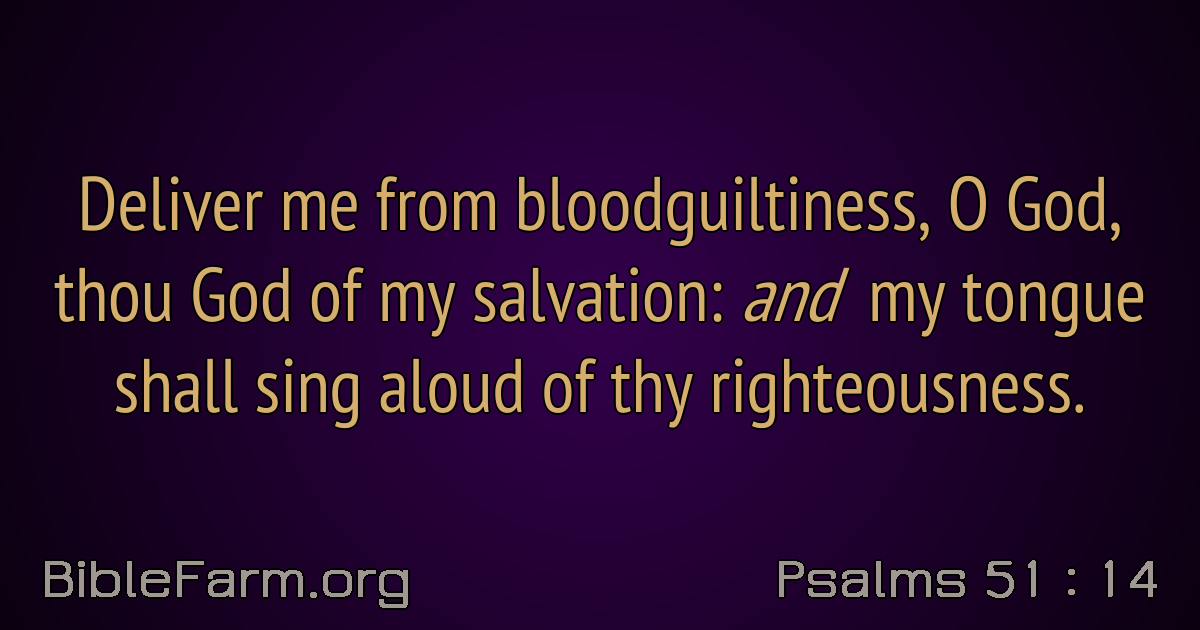 Deliver me from bloodguiltiness, O God,
thou God of my salvation: and my tongue
shall sing aloud of thy righteousness.
BibleFarm.org
Psalms 51 : 14